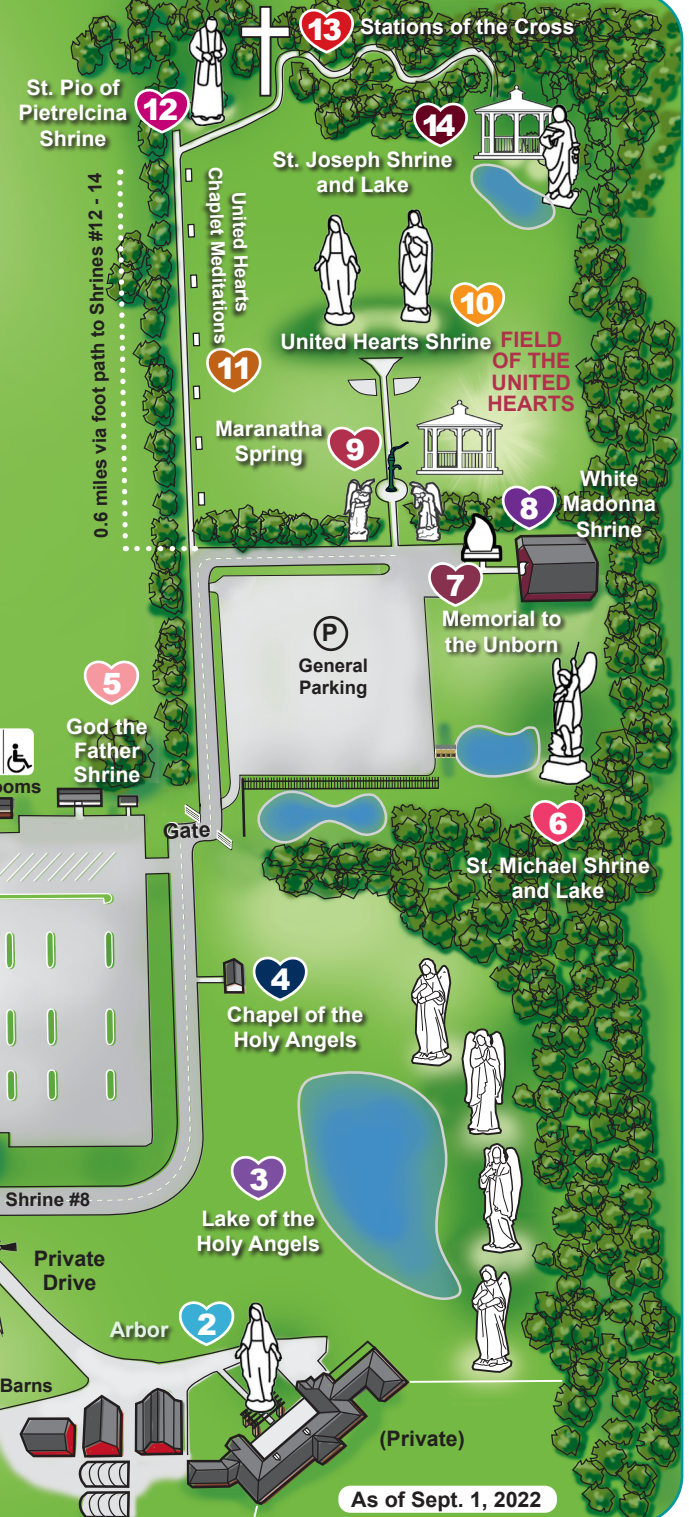 13 Stations of the Cross
St. Pio of
Pietrelcina
Shrine
12
14
St. Joseph Shrine
and Lake
0.6 miles via foot path to Shrines #12 - 14
United Hearts
Chaplet Meditations
11
10
United Hearts Shrine
FIELD
OF THE
UNITED
HEARTS
Maranatha
Spring
9
8
White
Madonna
Shrine
7
Memorial to
the Unborn
P
General
Parking
5
God the
Father
Shrine
ooms
Gate
6
St. Michael Shrine
and Lake
4
Chapel of the
Holy Angels
3
Lake of the
Holy Angels
Shrine #8
Private
Drive
Arbor 2
Barns
(Private)
As of Sept. 1, 2022